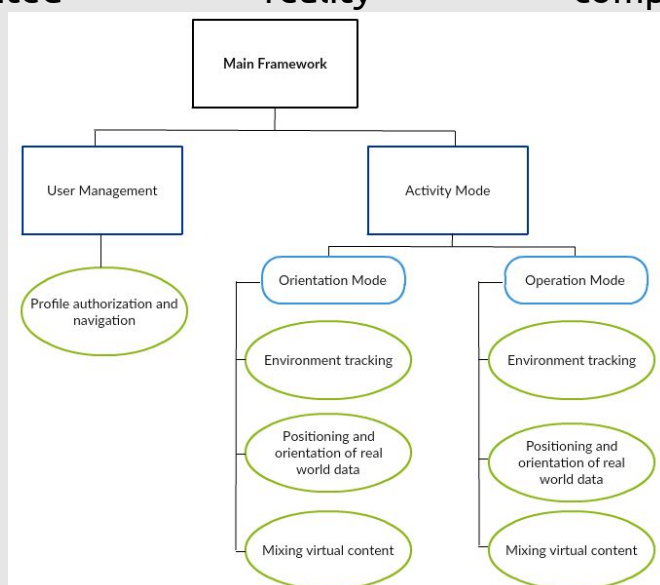 reality
Main Framework
User Management
Activity Mode
Orientation Mode
Operation Mode
Profile authorization and
navigation
Environment tracking
Environment tracking
Positioning and
orientation of real
world data
Positioning and
orientation of real
world data
Mixing virtual content
Mixing virtual content